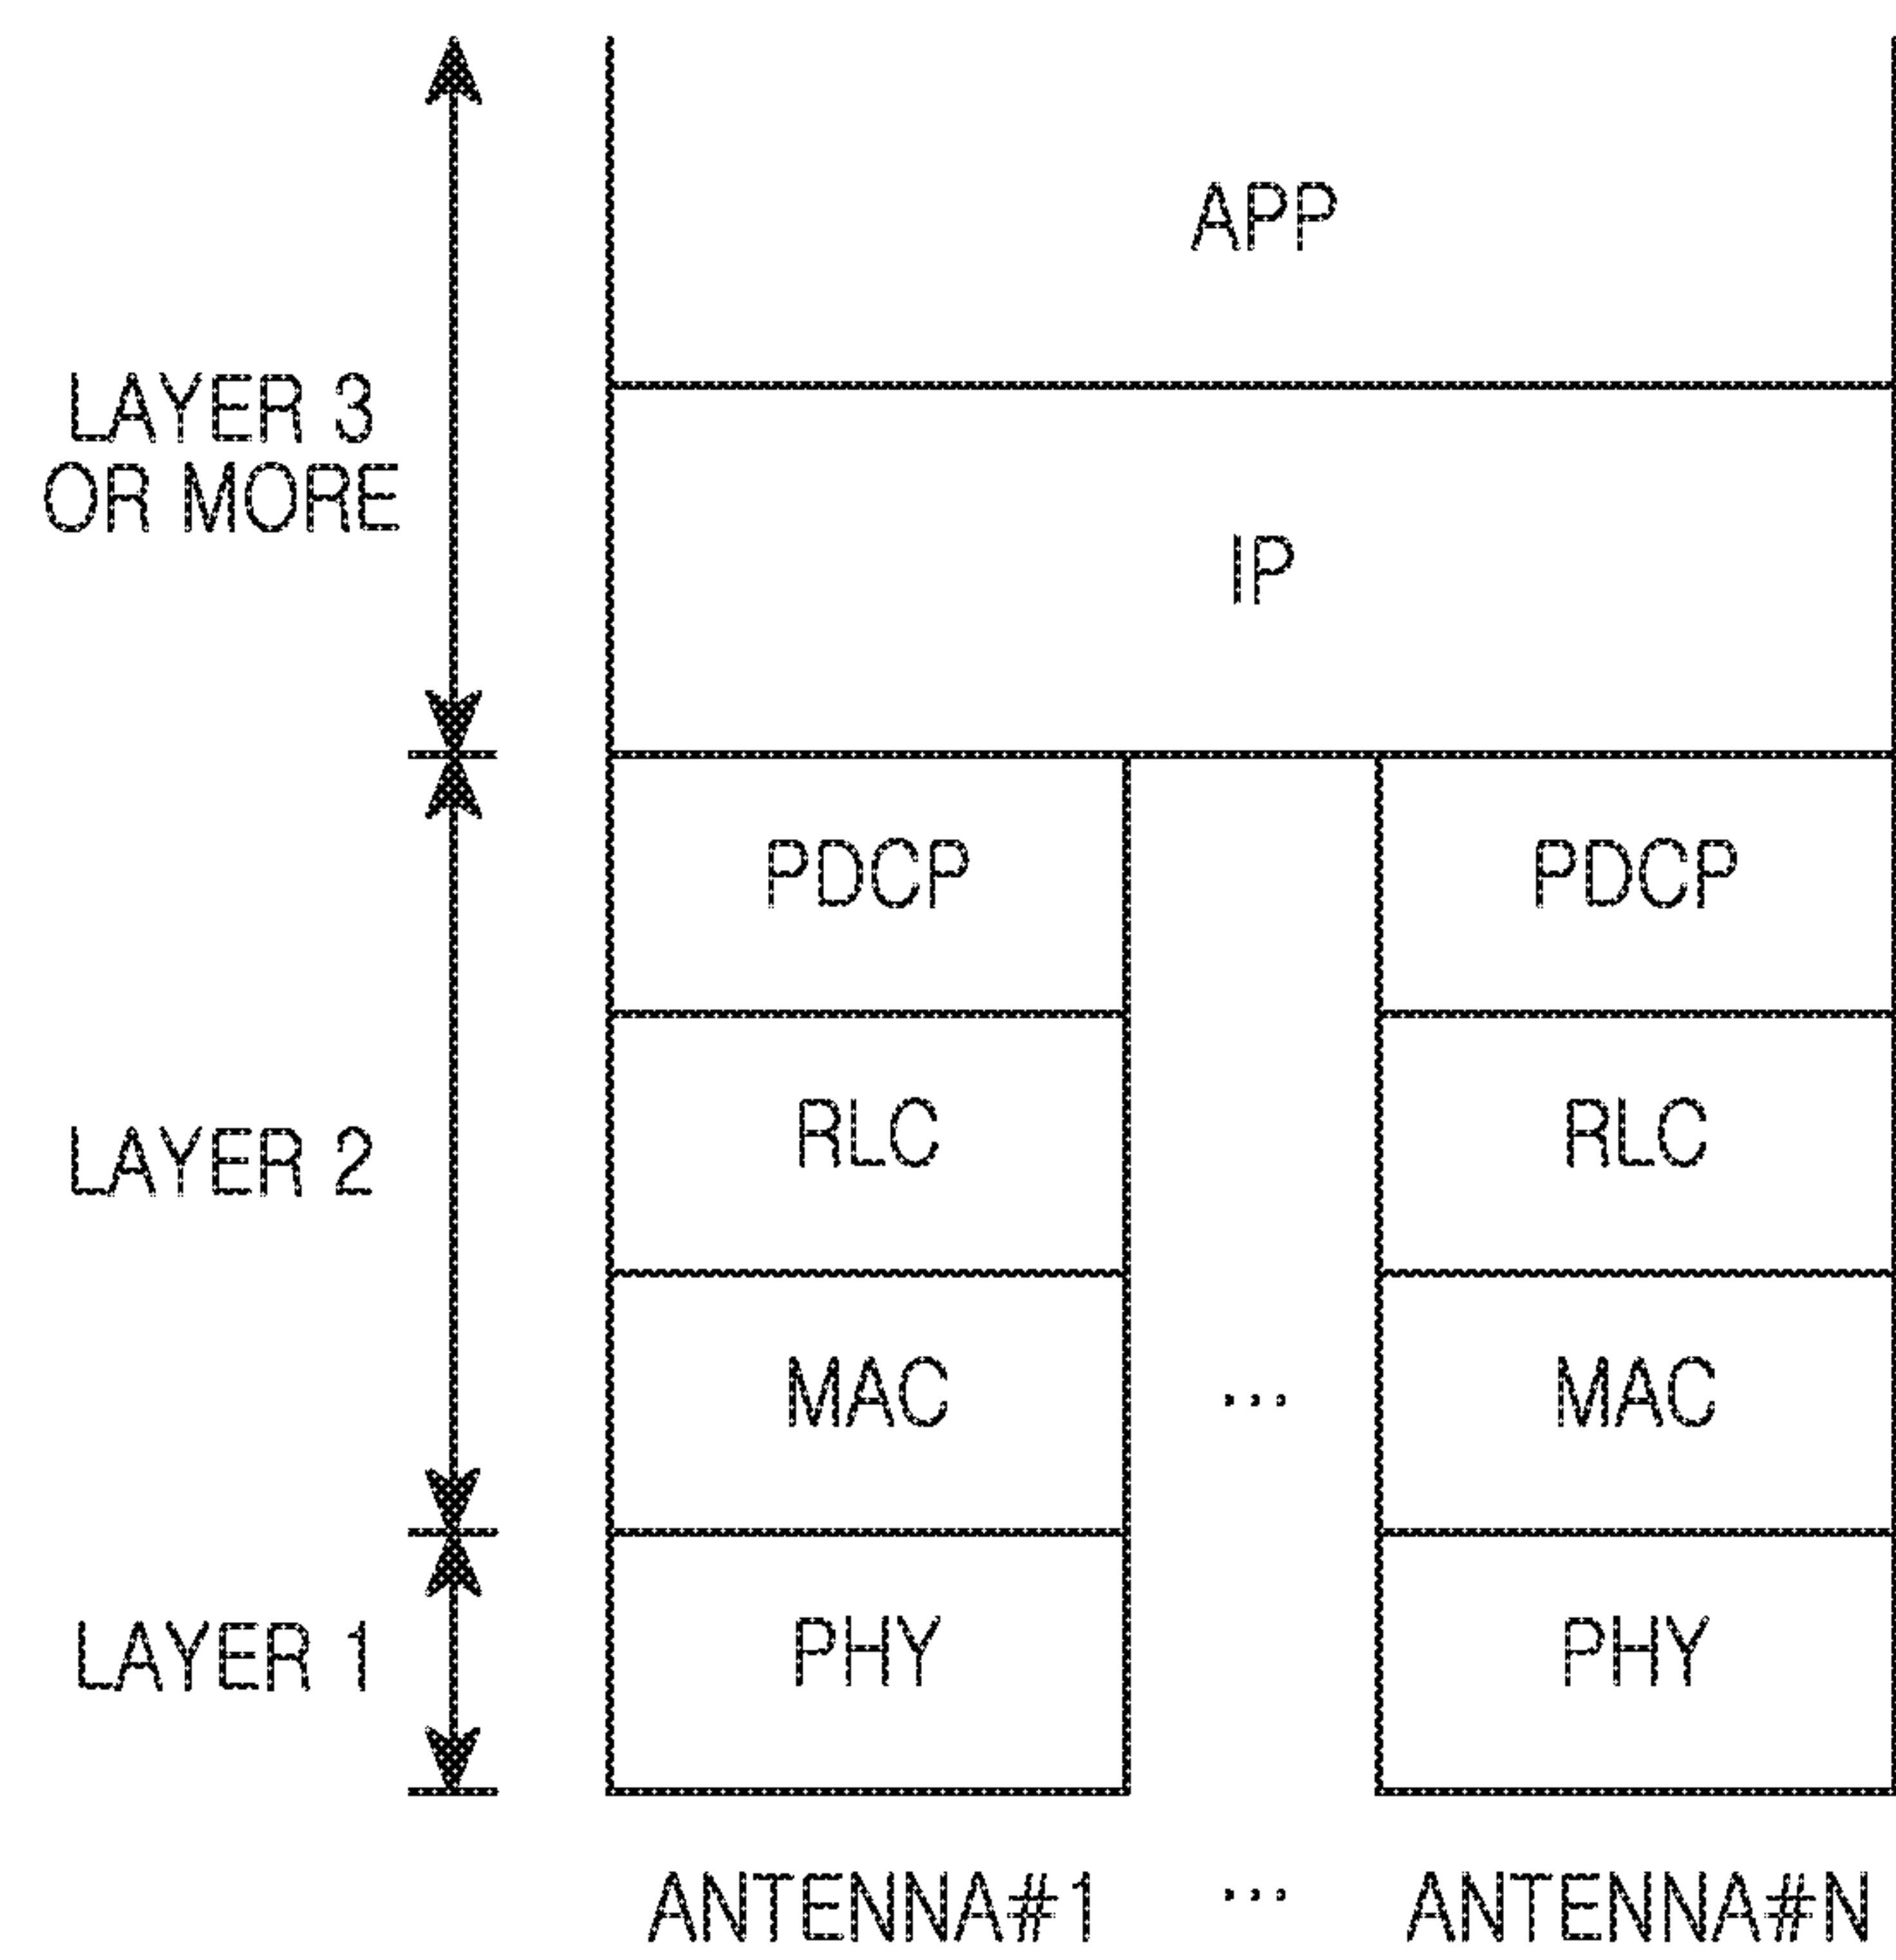 APP
LAYER 3
OR MORE
IP
PDCP PDCP
RLC RLC
LAYER 2
MAC ... MAC
LAYER 1 PHY PHY
ANTENNA#1 ... ANTENNA#N